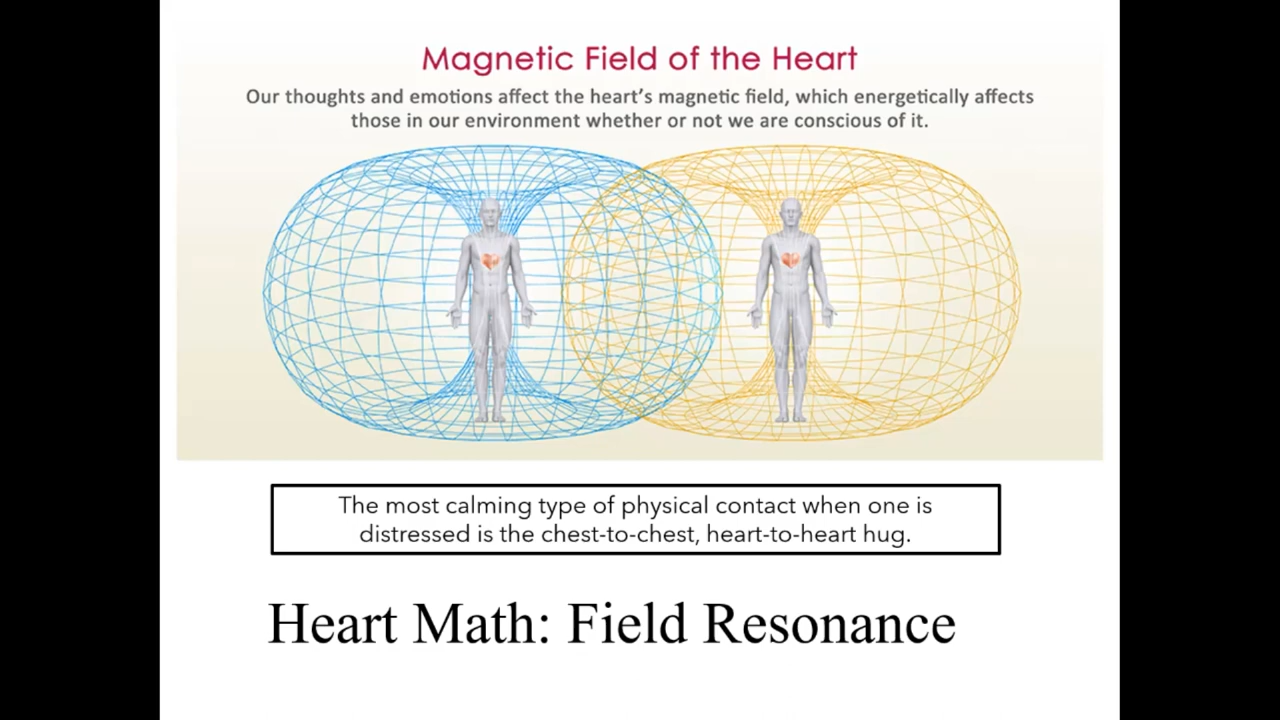 Magnetic Field of the Heart
Our thoughts and emotions affect the heart's magnetic field, which energetically affects
those in our environment whether or not we are conscious of it.
The most calming type of physical contact when one is
distressed is the chest-to-chest, heart-to-heart hug.
Heart Math: Field Resonance